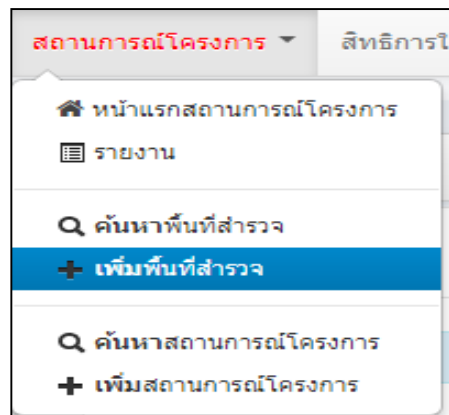 สถานการณ์โครงการ สิทธิการใ
หน้าแรกสถานการณ์โครงการ
รายงาน
ค้นหาพื้นที่สำรวจ
เพิ่มพื้นที่สำรวจ
ค้นหาสถานการณ์โครงการ
เพิ่มสถานการณ์โครงการ